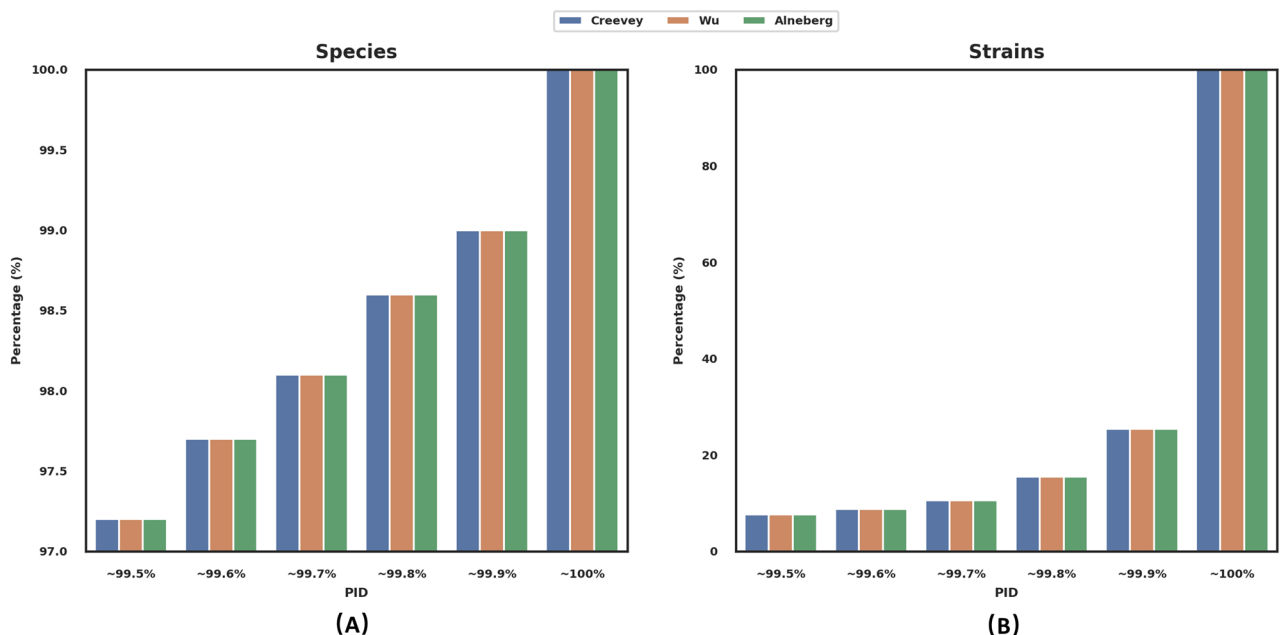 Creevey Wu Alneberg
Species
Percentage (%)
100.0
99.5
99.0
98.5
98.0
97.5
97.0
~99.5% ~99.6% ~99.7% ~99.8% ~99.9% ~100%
PID
(A)
Strains
Percentage (%)
100
80
60
40
20
0
~99.5% ~99.6% ~99.7% ~99.8% ~99.9% ~100%
PID
(B)